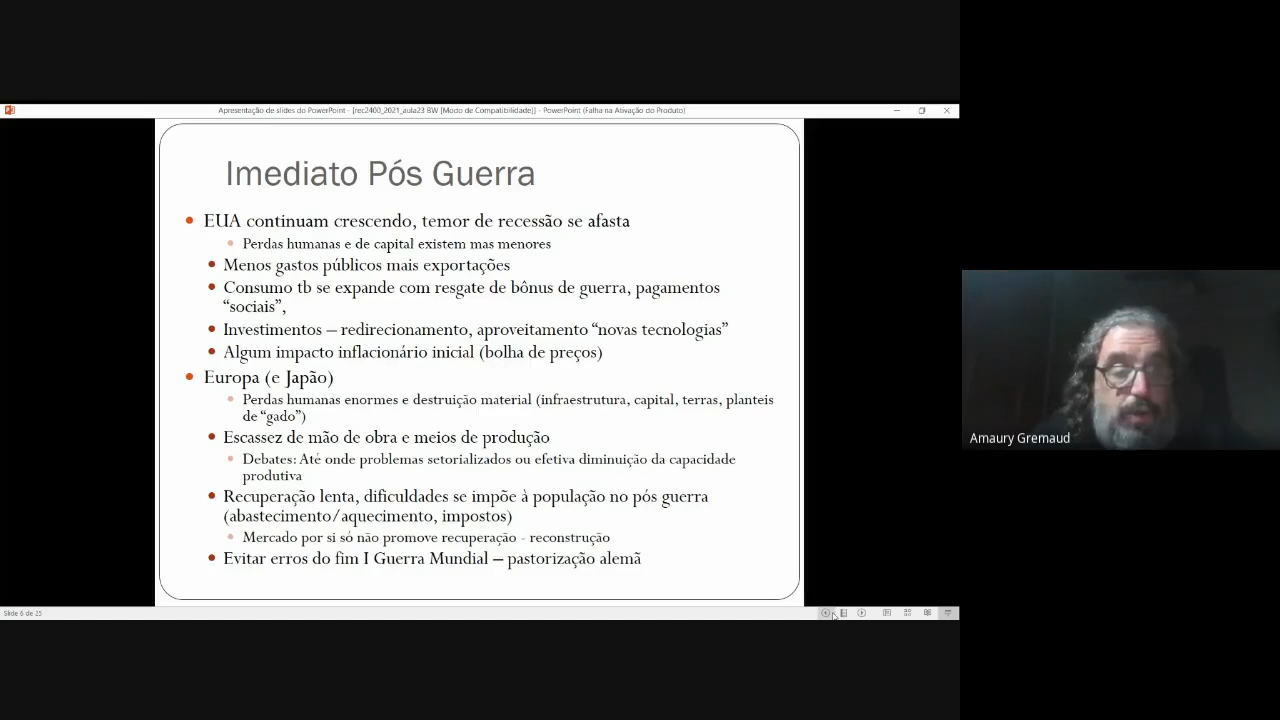 Apresentação de slides do PowerPoint - [rec2400_2021_aula23 BW [Modo de Compatibilidade]] - PowerPoint (Falha na Ativação do Produto)
Imediato Pós Guerra
EUA continuam crescendo, temor de recessão se afasta
Perdas humanas e de capital existem mas menores
Menos gastos públicos mais exportações
Consumo tb se expande com resgate de bônus de guerra, pagamentos
“sociais”,
Investimentos – redirecionamento, aproveitamento “novas tecnologias”
Algum impacto inflacionário inicial (bolha de preços)
Europa (e Japão)
Perdas humanas enormes e destruição material (infraestrutura, capital, terras, planteis
de “gado”)
Escassez de mão de obra e meios de produção
Debates: Até onde problemas setorializados ou efetiva diminuição da capacidade
produtiva
Recuperação lenta, dificuldades se impõe à população no pós guerra
(abastecimento/aquecimento, impostos)
Mercado por si só não promove recuperação - reconstrução
Evitar erros do fim I Guerra Mundial – pastorização alemã
Slide 6 de 25
Amaury Gremaud